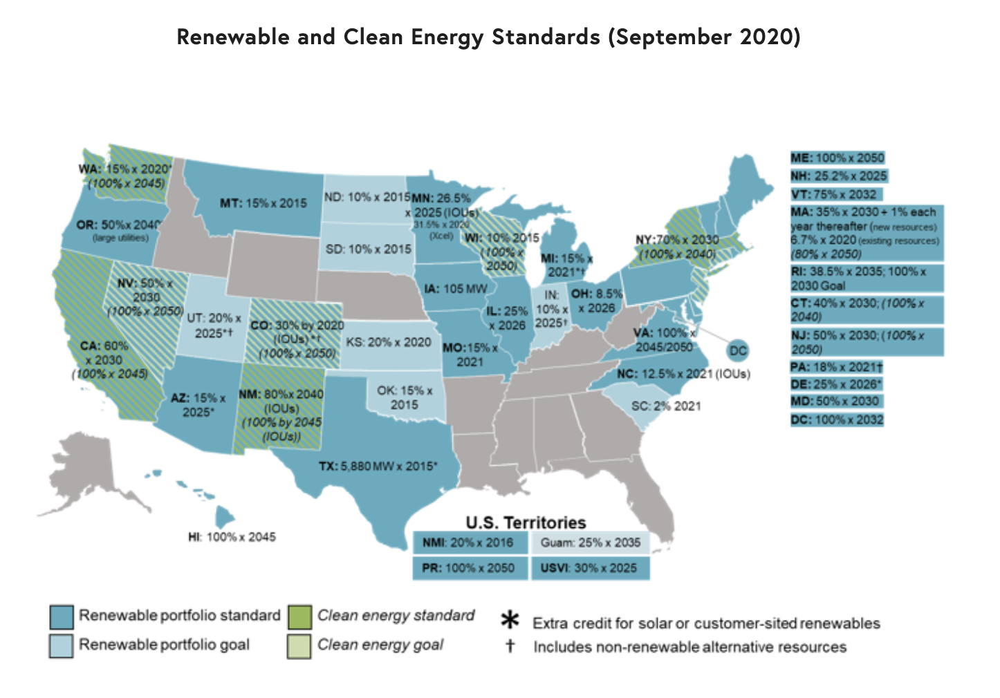 Renewable and Clean Energy Standards (September 2020)
WA: 15% x 2020*
(100% x 2045)
OR: 50%x 2040*
(large utilities)
MT: 15% x 2015
ND: 10% x 2015
SD: 10% x 2015
MN: 26.5%
x 2025 (IOUs)
31.5% x 2020
(Xcel)
WI: 10% 2015
(100% x
2050)
MI: 15% x
2021*†
NY:70% x 2030
(100% x 2040)
NV: 50% x
2030
(100% x 2050)
CA: 60%
x 2030
(100% x 2045)
UT: 20% x
2025*†
CO: 30% by 2020
(IOUs) *†
(100% x 2050)
KS: 20% x 2020
IA: 105 MW
IL: 25%
x 2026
IN:
10% x
2025†
OH: 8.5%
x 2026
MO:15% x
2021
VA: 100% x
2045/2050
DC
NC: 12.5% x 2021 (IOUs)
SC: 2% 2021
AZ: 15% x
2025*
NM: 80%x 2040
(IOUs)
(100% by 2045
(IOUs))
OK: 15% x
2015
TX: 5,880 MW x 2015*
HI: 100% x 2045
ME: 100% x 2050
NH: 25.2% x 2025
VT: 75% x 2032
MA: 35% x 2030 + 1% each
year thereafter (new resources)
6.7% x 2020 (existing resources)
(80% x 2050)
RI: 38.5% x 2035; 100% x
2030 Goal
CT: 40% x 2030; (100% x
2040)
NJ: 50% x 2030; (100% x
2050)
PA: 18% x 2021†
DE: 25% x 2026*
MD: 50% x 2030
DC: 100% x 2032
U.S. Territories
NMI: 20% x 2016
Guam: 25% x 2035
PR: 100% x 2050
USVI: 30% x 2025
Renewable portfolio standard
Renewable portfolio goal
Clean energy standard
Clean energy goal
* Extra credit for solar or customer-sited renewables
† Includes non-renewable alternative resources